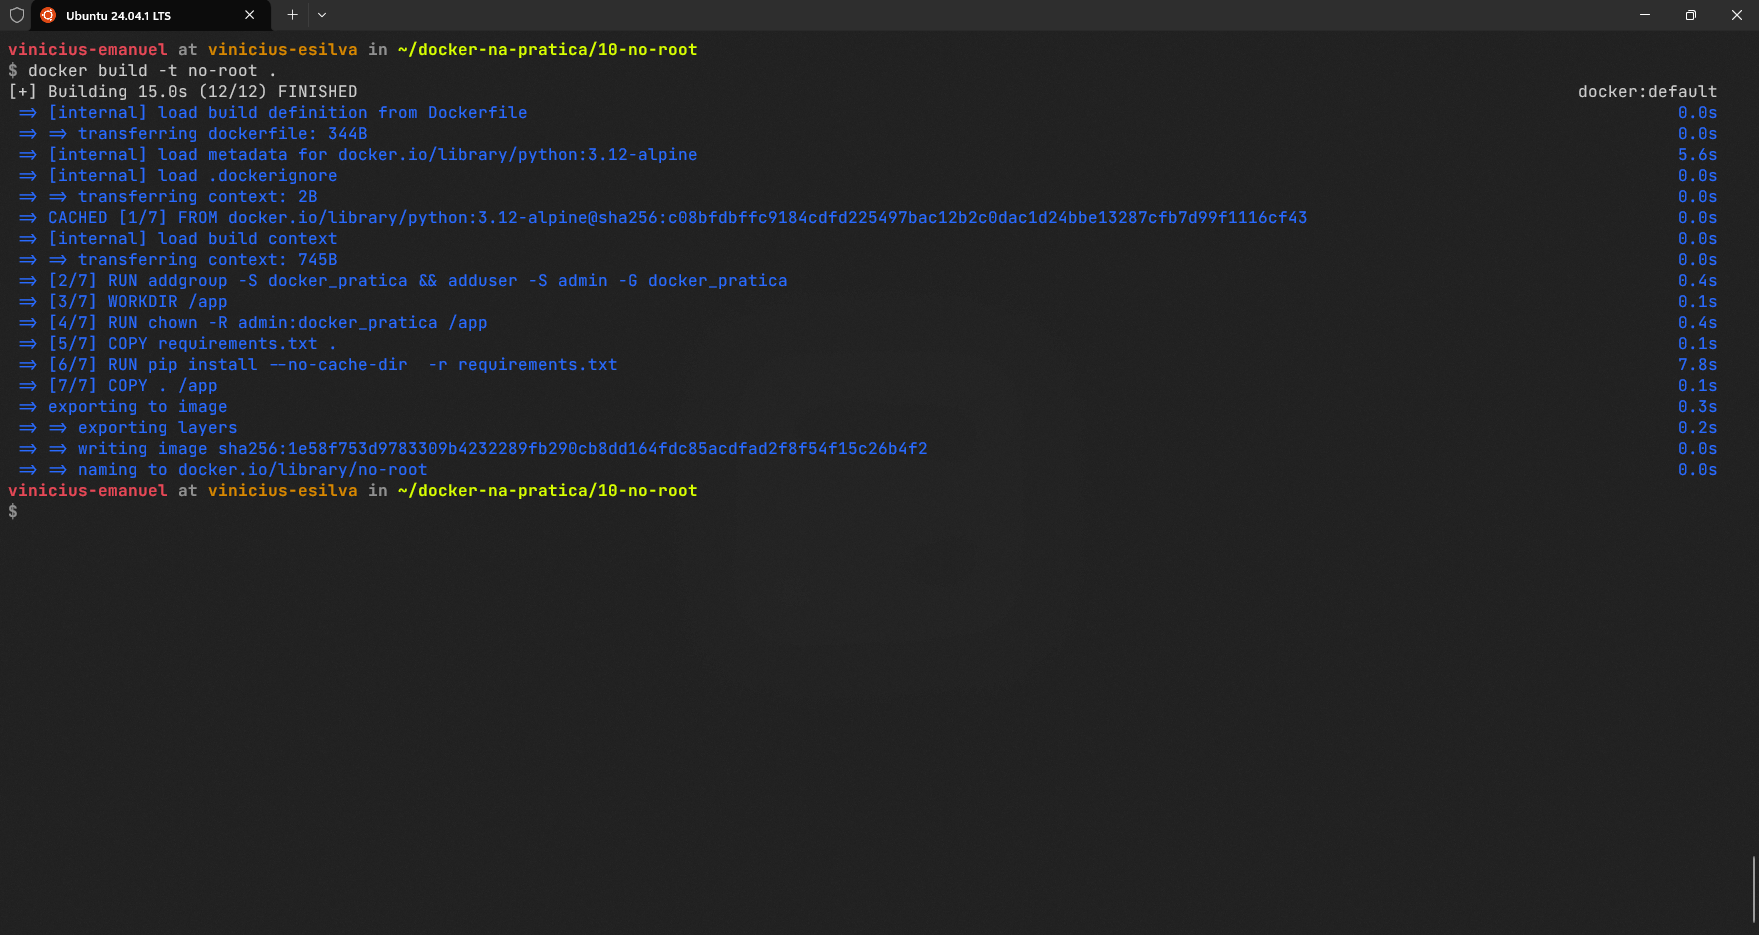 Ubuntu 24.04.1 LTS
vinicius-emanuel at vinicius-esilva in ~/docker-na-pratica/10-no-root
$ docker build -t no-root .
[+] Building 15.0s (12/12) FINISHED docker:default
=> [internal] load build definition from Dockerfile 0.0s
=> => transferring dockerfile: 344B 0.0s
=> [internal] load metadata for docker.io/library/python:3.12-alpine 5.6s
=> [internal] load .dockerignore 0.0s
=> => transferring context: 2B 0.0s
=> CACHED [1/7] FROM docker.io/library/python:3.12-alpine@sha256:c08bfdbffc9184cdfd225497bac12b2c0dac1d24bbe13287cfb7d99f1116cf43 0.0s
=> [internal] load build context 0.0s
=> => transferring context: 745B 0.0s
=> [2/7] RUN addgroup -S docker_pratica && adduser -S admin -G docker_pratica 0.4s
=> [3/7] WORKDIR /app 0.1s
=> [4/7] RUN chown -R admin:docker_pratica /app 0.4s
=> [5/7] COPY requirements.txt . 0.1s
=> [6/7] RUN pip install --no-cache-dir  -r requirements.txt 7.8s
=> [7/7] COPY . /app 0.1s
=> exporting to image 0.3s
=> => exporting layers 0.2s
=> => writing image sha256:1e58f753d9783309b4232289fb290cb8dd164fdc85acdfad2f8f54f15c26b4f2 0.0s
=> => naming to docker.io/library/no-root 0.0s
vinicius-emanuel at vinicius-esilva in ~/docker-na-pratica/10-no-root
$